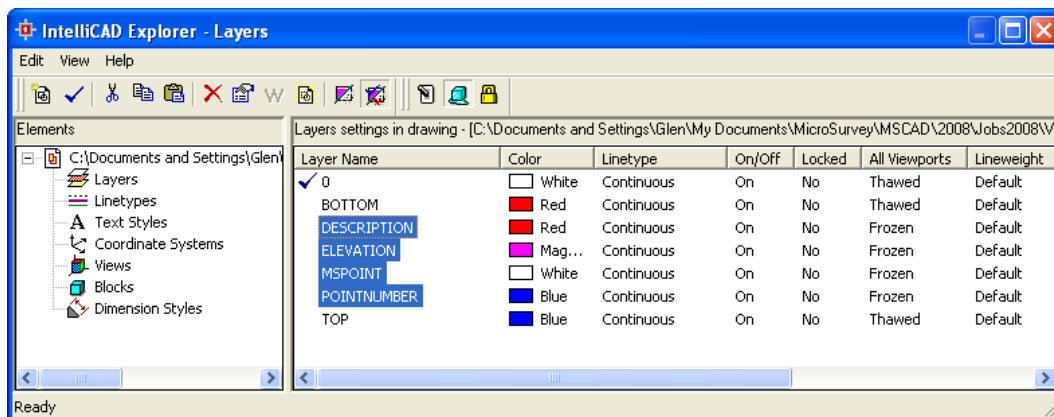 IntelliCAD Explorer - Layers
Edit View Help
Elements
Layers settings in drawing - [C:\Documents and Settings\Glen\My Documents\MicroSurvey\MSCAD\2008\Jobs2008\V
C:\Documents and Settings\Glen\
Layers
Linetypes
Text Styles
Coordinate Systems
Views
Blocks
Dimension Styles
Layer Name Color Linetype On/Off Locked All Viewports Lineweight
0 White Continuous On No Thawed Default
BOTTOM Red Continuous On No Thawed Default
DESCRIPTION Red Continuous On No Frozen Default
ELEVATION Mag... Continuous On No Frozen Default
MSPOINT White Continuous On No Frozen Default
POINTNUMBER Blue Continuous On No Frozen Default
TOP Blue Continuous On No Thawed Default
Ready